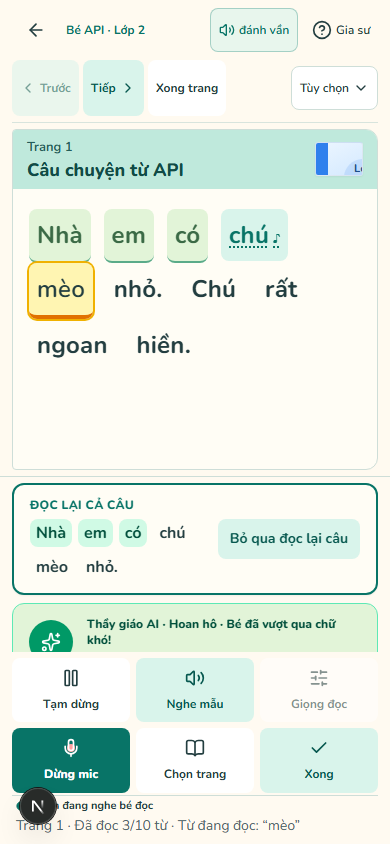 Bé API · Lớp 2
đánh vần
Gia sư
Trước
Tiếp
Xong trang
Tùy chọn
Trang 1
Câu chuyện từ API
Nhà em có chú♪
mèo nhỏ. Chú rất
ngoan hiền.
ĐỌC LẠI CẢ CÂU
Nhà em có chú
mèo nhỏ.
Bỏ qua đọc lại câu
Thầy giáo AI · Hoan hô · Bé đã vượt qua chữ
khó!
Tạm dừng
Nghe mẫu
Giọng đọc
Dừng mic
Chọn trang
Xong
N
đang nghe bé đọc
Trang 1 · Đã đọc 3/10 từ · Từ đang đọc: “mèo”